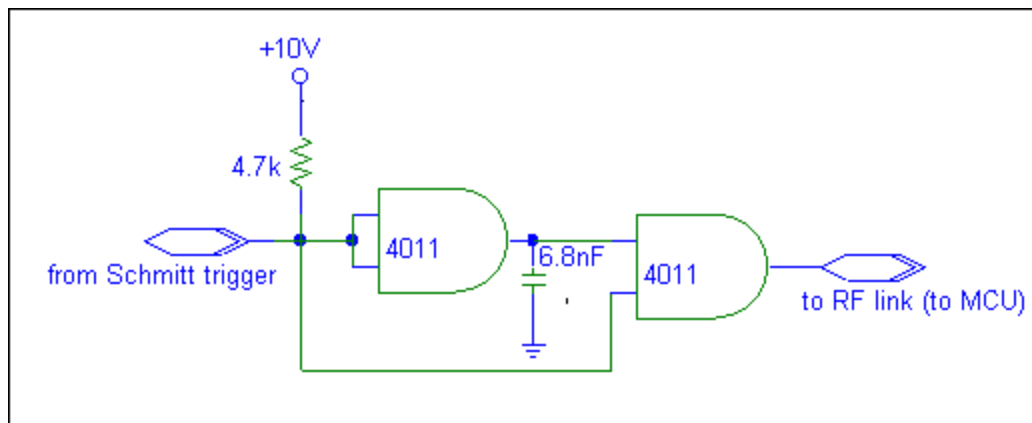 +10V
4.7k
4011
6.8nF
4011
from Schmitt trigger
to RF link (to MCU)